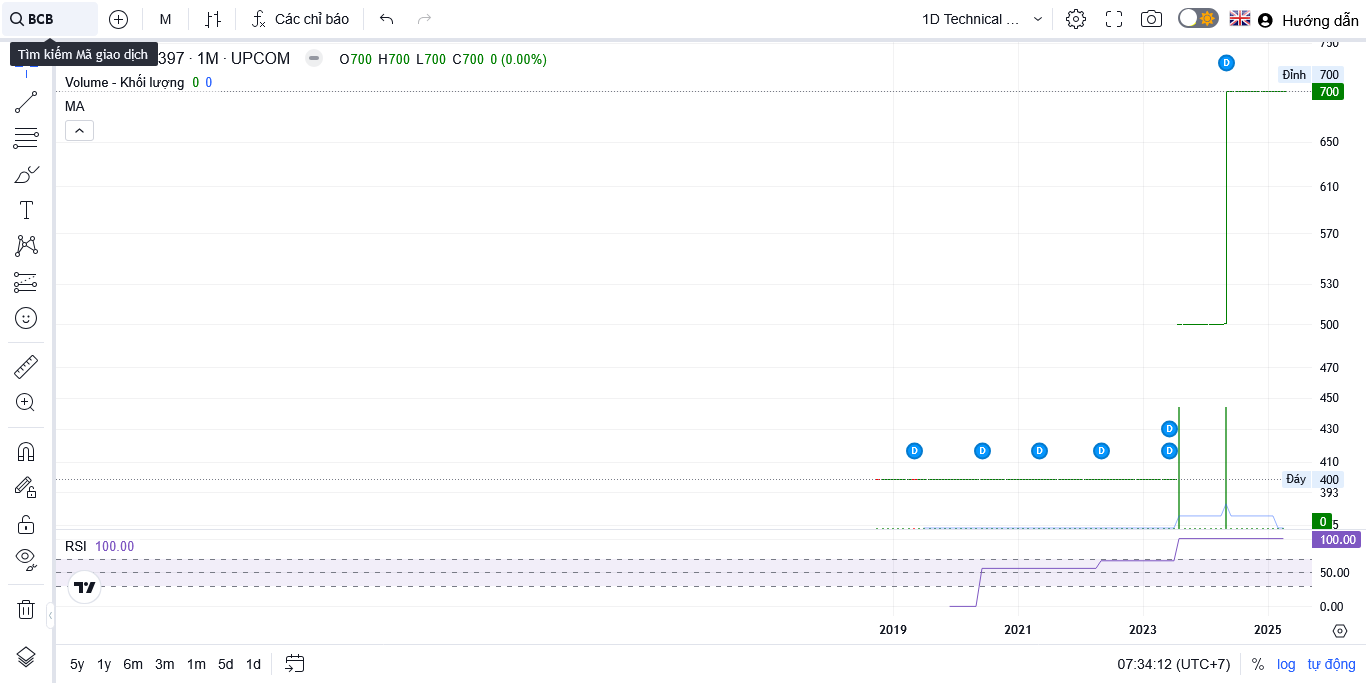 BCB
M
Các chỉ báo
1D Technical ...
Hướng dẫn
Tìm kiếm Mã giao dịch
397 · 1M · UPCOM
O700 H700 L700 C700 0 (0.00%)
Volume - Khối lượng 0 0
MA
D
D
D
D
D
D
D
750
Đỉnh 700
700
650
610
570
530
500
470
450
430
410
Đáy 400
393
0
5
RSI 100.00
100.00
50.00
0.00
2019
2021
2023
2025
5y 1y 6m 3m 1m 5d 1d
07:34:12 (UTC+7)
% log tự động